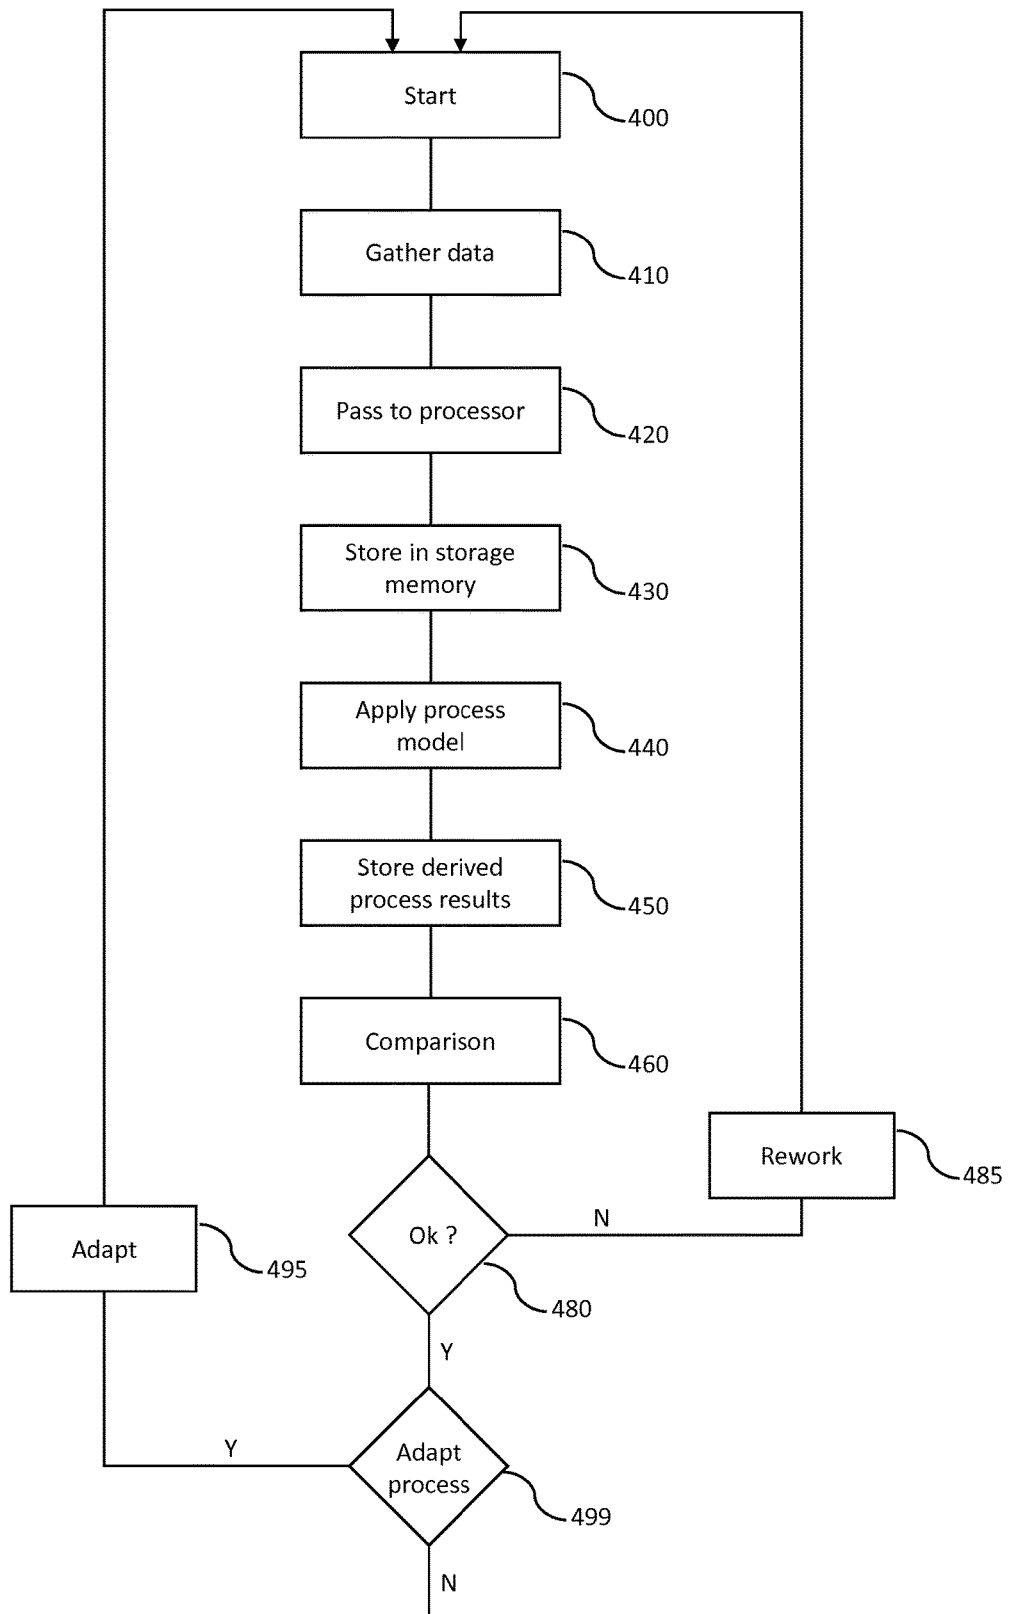 Start
400
Gather data
410
Pass to processor
420
Store in storage
memory
430
Apply process
model
440
Store derived
process results
450
Comparison
460
Rework
485
N
Ok ?
480
Adapt
495
Y
Y
Adapt
process
499
N